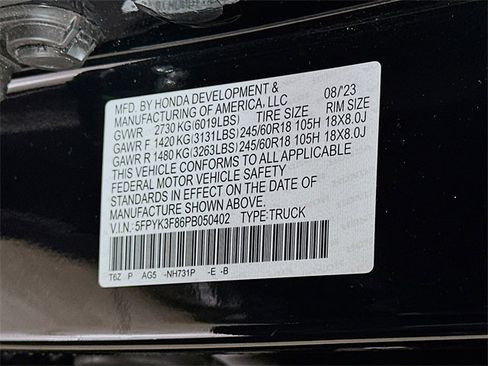 MFD. BY HONDA DEVELOPMENT & 08/'23
MANUFACTURING OF AMERICA, LLC
GVWR 2730 KG(6019LBS) TIRE SIZE RIM SIZE
GAWR F 1420 KG(3131LBS) 245/60R18 105H 18X8.0J
GAWR R 1480 KG(3263LBS) 245/60R18 105H 18X8.0J
THIS VEHICLE CONFORMS TO ALL APPLICABLE
FEDERAL MOTOR VEHICLE SAFETY
STANDARDS IN EFFECT ON THE DATE OF
MANUFACTURE SHOWN ABOVE.
V.I.N.: 5FPYK3F86PB050402 TYPE:TRUCK
T6Z P AG5 -NH731P -E -B